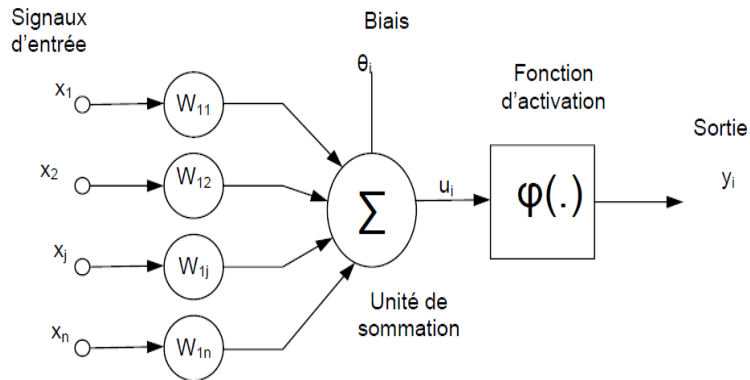 Signaux
d'entrée
Biais
θi
Fonction
d'activation
Sortie
x1
W11
x2
W12
xj
W1j
xn
W1n
∑
ui
φ(.)
yi
Unité de
sommation